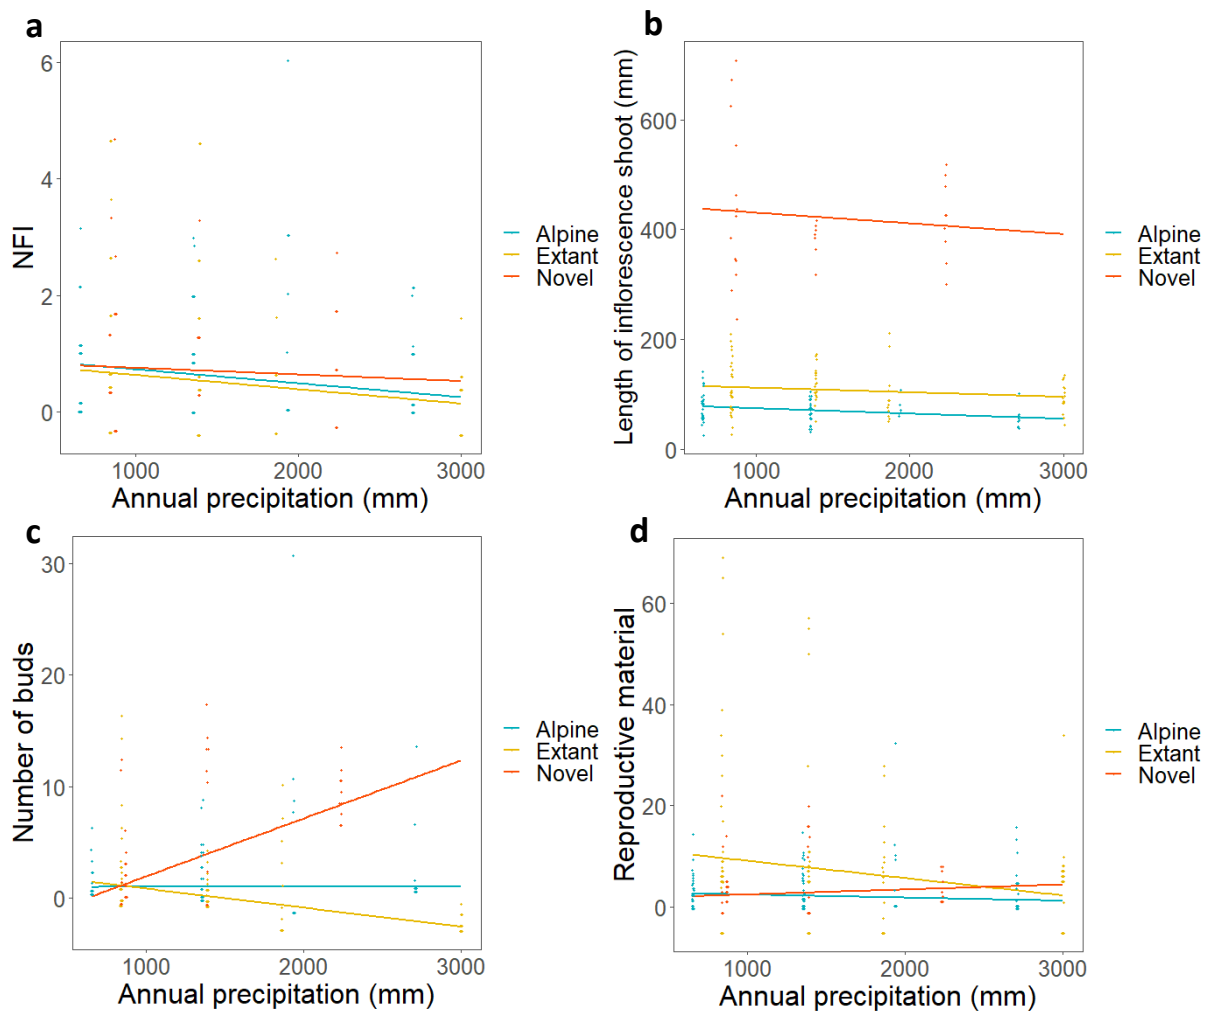 a
NFI
6
4
2
0
1000 2000 3000
Annual precipitation (mm)
Alpine
Extant
Novel
b
Length of inflorescence shoot (mm)
600
400
200
0
1000 2000 3000
Annual precipitation (mm)
Alpine
Extant
Novel
c
Number of buds
30
20
10
0
1000 2000 3000
Annual precipitation (mm)
Alpine
Extant
Novel
d
Reproductive material
60
40
20
0
1000 2000 3000
Annual precipitation (mm)
Alpine
Extant
Novel